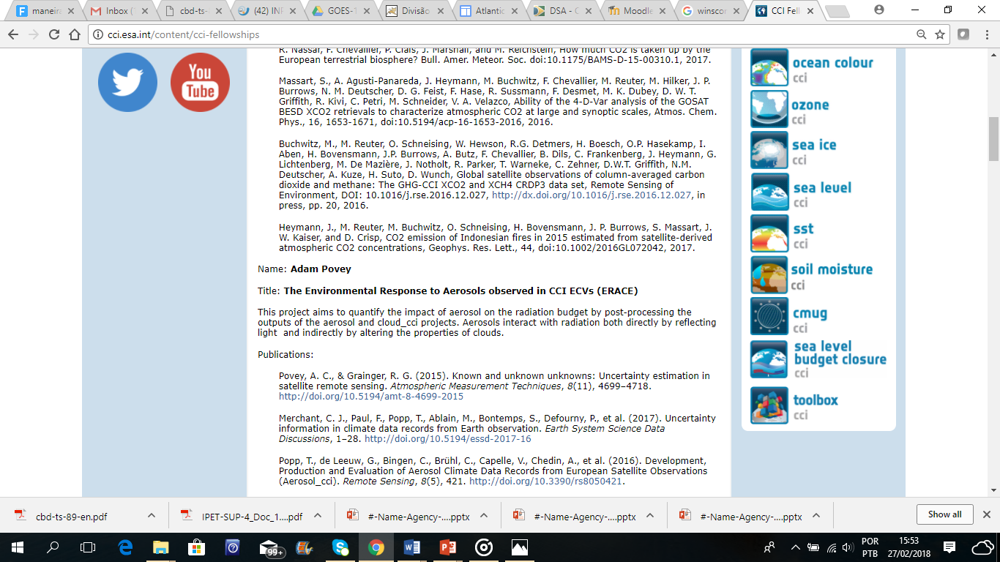 maneira
Inbox (
cbd-ts-
(42) INF
GOES-1
Divisão
Atlantic
DSA - C
Moodle
winscor
CCI Fell
cci.esa.int/content/cci-fellowships
You
Tube
R. Nassar, F. Chevallier, P. Ciais, J. Marshall, and M. Reichstein, How much CO2 is taken up by the
European terrestrial biosphere? Bull. Amer. Meteor. Soc. doi:10.1175/BAMS-D-15-00310.1, 2017.
Massart, S., A. Agusti-Panareda, J. Heymann, M. Buchwitz, F. Chevallier, M. Reuter, M. Hilker, J. P.
Burrows, N. M. Deutscher, D. G. Feist, F. Hase, R. Sussmann, F. Desmet, M. K. Dubey, D. W. T.
Griffith, R. Kivi, C. Petri, M. Schneider, V. A. Velazco, Ability of the 4-D-Var analysis of the GOSAT
BESD XCO2 retrievals to characterize atmospheric CO2 at large and synoptic scales, Atmos. Chem.
Phys., 16, 1653-1671, doi:10.5194/acp-16-1653-2016, 2016.
Buchwitz, M., M. Reuter, O. Schneising, W. Hewson, R.G. Detmers, H. Boesch, O.P. Hasekamp, I.
Aben, H. Bovensmann, J.P. Burrows, A. Butz, F. Chevallier, B. Dils, C. Frankenberg, J. Heymann, G.
Lichtenberg, M. De Mazière, J. Notholt, R. Parker, T. Warneke, C. Zehner, D.W.T. Griffith, N.M.
Deutscher, A. Kuze, H. Suto, D. Wunch, Global satellite observations of column-averaged carbon
dioxide and methane: The GHG-CCI XCO2 and XCH4 CRDP3 data set, Remote Sensing of
Environment, DOI: 10.1016/j.rse.2016.12.027, http://dx.doi.org/10.1016/j.rse.2016.12.027, in
press, pp. 20, 2016.
Heymann, J., M. Reuter, M. Buchwitz, O. Schneising, H. Bovensmann, J. P. Burrows, S. Massart, J.
W. Kaiser, and D. Crisp, CO2 emission of Indonesian fires in 2015 estimated from satellite-derived
atmospheric CO2 concentrations, Geophys. Res. Lett., 44, doi:10.1002/2016GL072042, 2017.
Name: Adam Povey
Title: The Environmental Response to Aerosols observed in CCI ECVs (ERACE)
This project aims to quantify the impact of aerosol on the radiation budget by post-processing the
outputs of the aerosol and cloud_cci projects. Aerosols interact with radiation both directly by reflecting
light  and indirectly by altering the properties of clouds.
Publications:
Povey, A. C., & Grainger, R. G. (2015). Known and unknown unknowns: Uncertainty estimation in
satellite remote sensing. Atmospheric Measurement Techniques, 8(11), 4699–4718.
http://doi.org/10.5194/amt-8-4699-2015
Merchant, C. J., Paul, F., Popp, T., Ablain, M., Bontemps, S., Defourny, P., et al. (2017). Uncertainty
information in climate data records from Earth observation. Earth System Science Data
Discussions, 1–28. http://doi.org/10.5194/essd-2017-16
Popp, T., de Leeuw, G., Bingen, C., Brühl, C., Capelle, V., Chedin, A., et al. (2016). Development,
Production and Evaluation of Aerosol Climate Data Records from European Satellite Observations
(Aerosol_cci). Remote Sensing, 8(5), 421. http://doi.org/10.3390/rs8050421.
ocean colour
cci
ozone
cci
sea ice
cci
sea level
cci
sst
cci
soil moisture
cci
cmug
cci
sea level
budget closure
cci
toolbox
cci
cbd-ts-89-en.pdf
IPET-SUP-4_Doc_1....pdf
#-Name-Agency-....pptx
#-Name-Agency-....pptx
#-Name-Agency-....pptx
Show all
99+
POR
PTB
15:53
27/02/2018